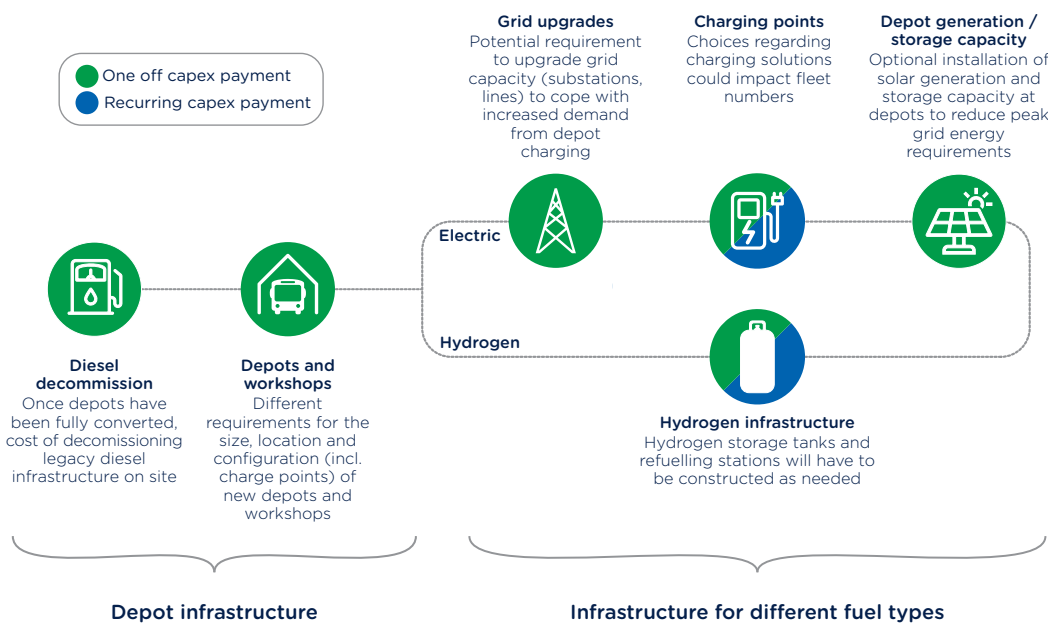 One off capex payment
Recurring capex payment
Grid upgrades
Potential requirement
to upgrade grid
capacity (substations,
lines) to cope with
increased demand
from depot
charging
Charging points
Choices regarding
charging solutions
could impact fleet
numbers
Depot generation /
storage capacity
Optional installation of
solar generation and
storage capacity at
depots to reduce peak
grid energy
requirements
Electric
Hydrogen
Diesel
decommission
Once depots have
been fully converted,
cost of decomissioning
legacy diesel
infrastructure on site
Depots and
workshops
Different
requirements for the
size, location and
configuration (incl.
charge points) of
new depots and
workshops
Hydrogen infrastructure
Hydrogen storage tanks and
refuelling stations will have to
be constructed as needed
Depot infrastructure
Infrastructure for different fuel types